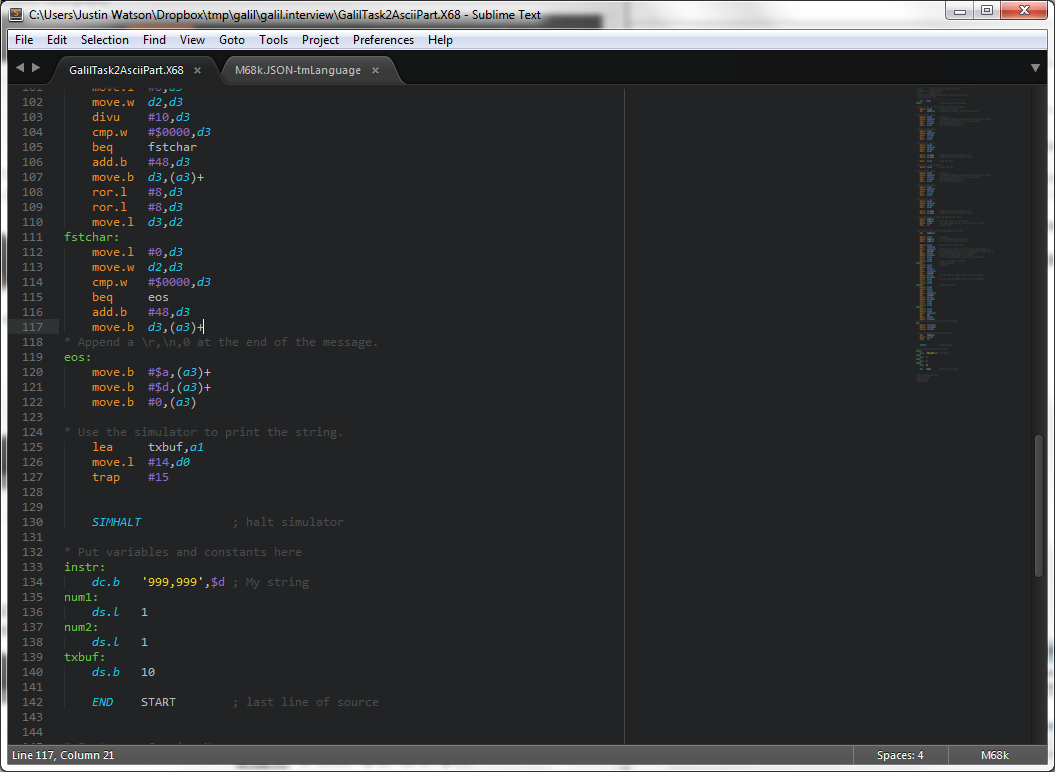 C:\Users\Justin Watson\Dropbox\tmp\galil\galil.interview\GalilTask2AsciiPart.X68 - Sublime Text
File Edit Selection Find View Goto Tools Project Preferences Help
GalilTask2AsciiPart.X68 × M68k.JSON-tmLanguage ×
102 move.w d2,d3
103 divu #10,d3
104 cmp.w #$0000,d3
105 beq fstchar
106 add.b #48,d3
107 move.b d3,(a3)+
108 ror.l #8,d3
109 ror.l #8,d3
110 move.l d3,d2
111 fstchar:
112 move.l #0,d3
113 move.w d2,d3
114 cmp.w #$0000,d3
115 beq eos
116 add.b #48,d3
117 move.b d3,(a3)+
118 * Append a \r,\n,0 at the end of the message.
119 eos:
120 move.b #$a,(a3)+
121 move.b #$d,(a3)+
122 move.b #0,(a3)
123
124 * Use the simulator to print the string.
125 lea txbuf,a1
126 move.l #14,d0
127 trap #15
128
129
130 SIMHALT ; halt simulator
131
132 * Put variables and constants here
133 instr:
134 dc.b '999,999',$d ; My string
135 num1:
136 ds.l 1
137 num2:
138 ds.l 1
139 txbuf:
140 ds.b 10
141
142 END START ; last line of source
143
144
Line 117, Column 21 Spaces: 4 M68k